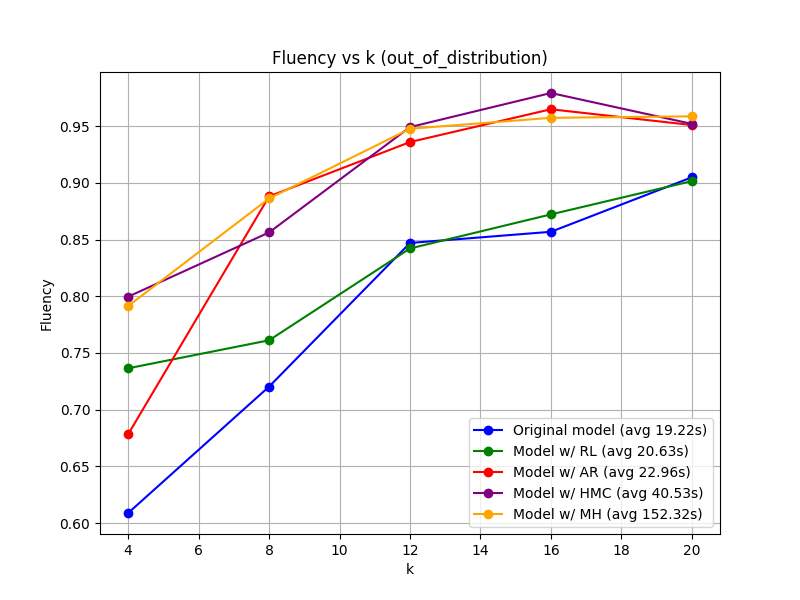 Fluency vs k (out_of_distribution)
Fluency
0.95
0.90
0.85
0.80
0.75
0.70
0.65
0.60
Original model (avg 19.22s)
Model w/ RL (avg 20.63s)
Model w/ AR (avg 22.96s)
Model w/ HMC (avg 40.53s)
Model w/ MH (avg 152.32s)
4 6 8 10 12 14 16 18 20
k